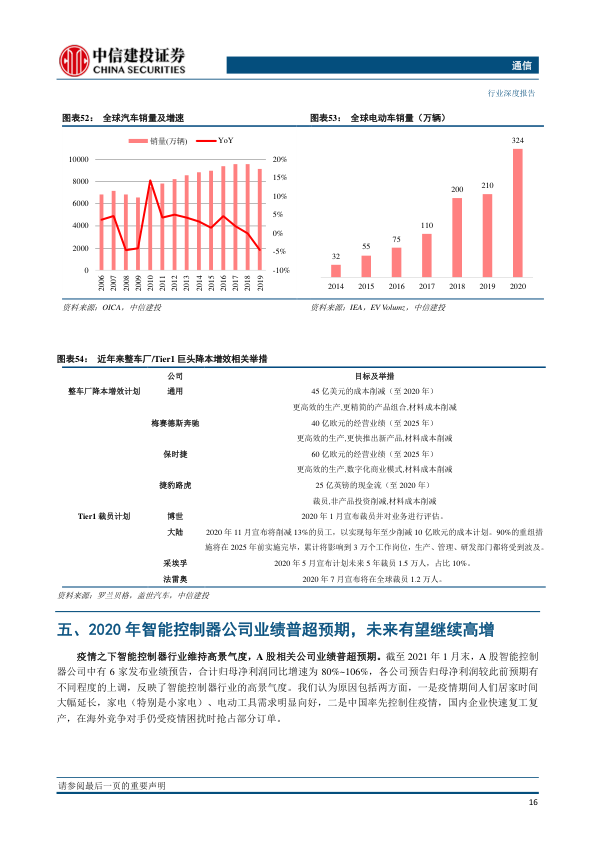 中信建投证券
CHINA SECURITIES
通信
行业深度报告
图表52： 全球汽车销量及增速
图表53： 全球电动车销量（万辆）
销量(万辆) YoY
10000
8000
6000
4000
2000
0
20%
15%
10%
5%
0%
-5%
-10%
2006 2007 2008 2009 2010 2011 2012 2013 2014 2015 2016 2017 2018 2019
32 55 75 110 200 210 324
2014 2015 2016 2017 2018 2019 2020
资料来源：OICA，中信建投
资料来源：IEA，EV Volumz，中信建投
图表54： 近年来整车厂/Tier1 巨头降本增效相关举措
公司 目标及举措
整车厂降本增效计划 通用 45 亿美元的成本削减（至 2020 年）
更高效的生产,更精简的产品组合,材料成本削减
梅赛德斯奔驰 40 亿欧元的经营业绩（至 2025 年）
更高效的生产,更快推出新产品,材料成本削减
保时捷 60 亿欧元的经营业绩（至 2025 年）
更高效的生产,数字化商业模式,材料成本削减
捷豹路虎 25 亿英镑的现金流（至 2020 年）
裁员,非产品投资削减,材料成本削减
Tier1 裁员计划 博世 2020 年 1 月宣布裁员并对业务进行评估。
大陆 2020 年 11 月宣布将削减 13%的员工，以实现每年至少削减 10 亿欧元的成本计划。90%的重组措
施将在 2025 年前实施完毕，累计将影响到 3 万个工作岗位，生产、管理、研发部门都将受到波及。
采埃孚 2020 年 5 月宣布计划未来 5 年裁员 1.5 万人，占比 10%。
法雷奥 2020 年 7 月宣布将在全球裁员 1.2 万人。
资料来源：罗兰贝格，盖世汽车，中信建投
五、2020 年智能控制器公司业绩普超预期，未来有望继续高增
疫情之下智能控制器行业维持高景气度，A 股相关公司业绩普超预期。截至 2021 年 1 月末，A 股智能控制
器公司中有 6 家发布业绩预告，合计归母净利润同比增速为 80%~106%，各公司预告归母净利润较此前预期有
不同程度的上调，反映了智能控制器行业的高景气度。我们认为原因包括两方面，一是疫情期间人们居家时间
大幅延长，家电（特别是小家电）、电动工具需求明显向好，二是中国率先控制住疫情，国内企业快速复工复
产，在海外竞争对手仍受疫情困扰时抢占部分订单。
请参阅最后一页的重要声明
16